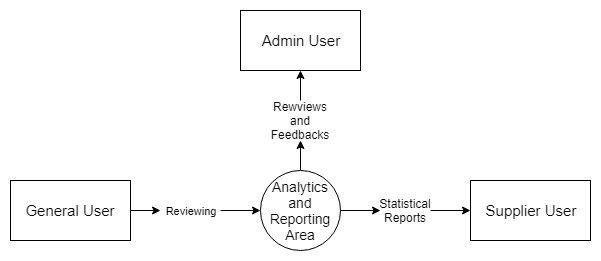 Admin User
Rewviews
and
Feedbacks
General User
Reviewing
Analytics
and
Reporting
Area
Statistical
Reports
Supplier User